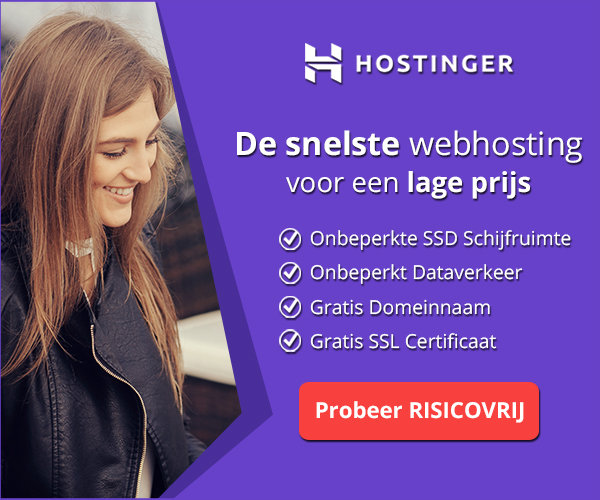 HOSTINGER
De snelste webhosting
voor een lage prijs
Onbeperkte SSD Schijfruimte
Onbeperkt Dataverkeer
Gratis Domeinnaam
Gratis SSL Certificaat
Probeer RISICOVRIJ